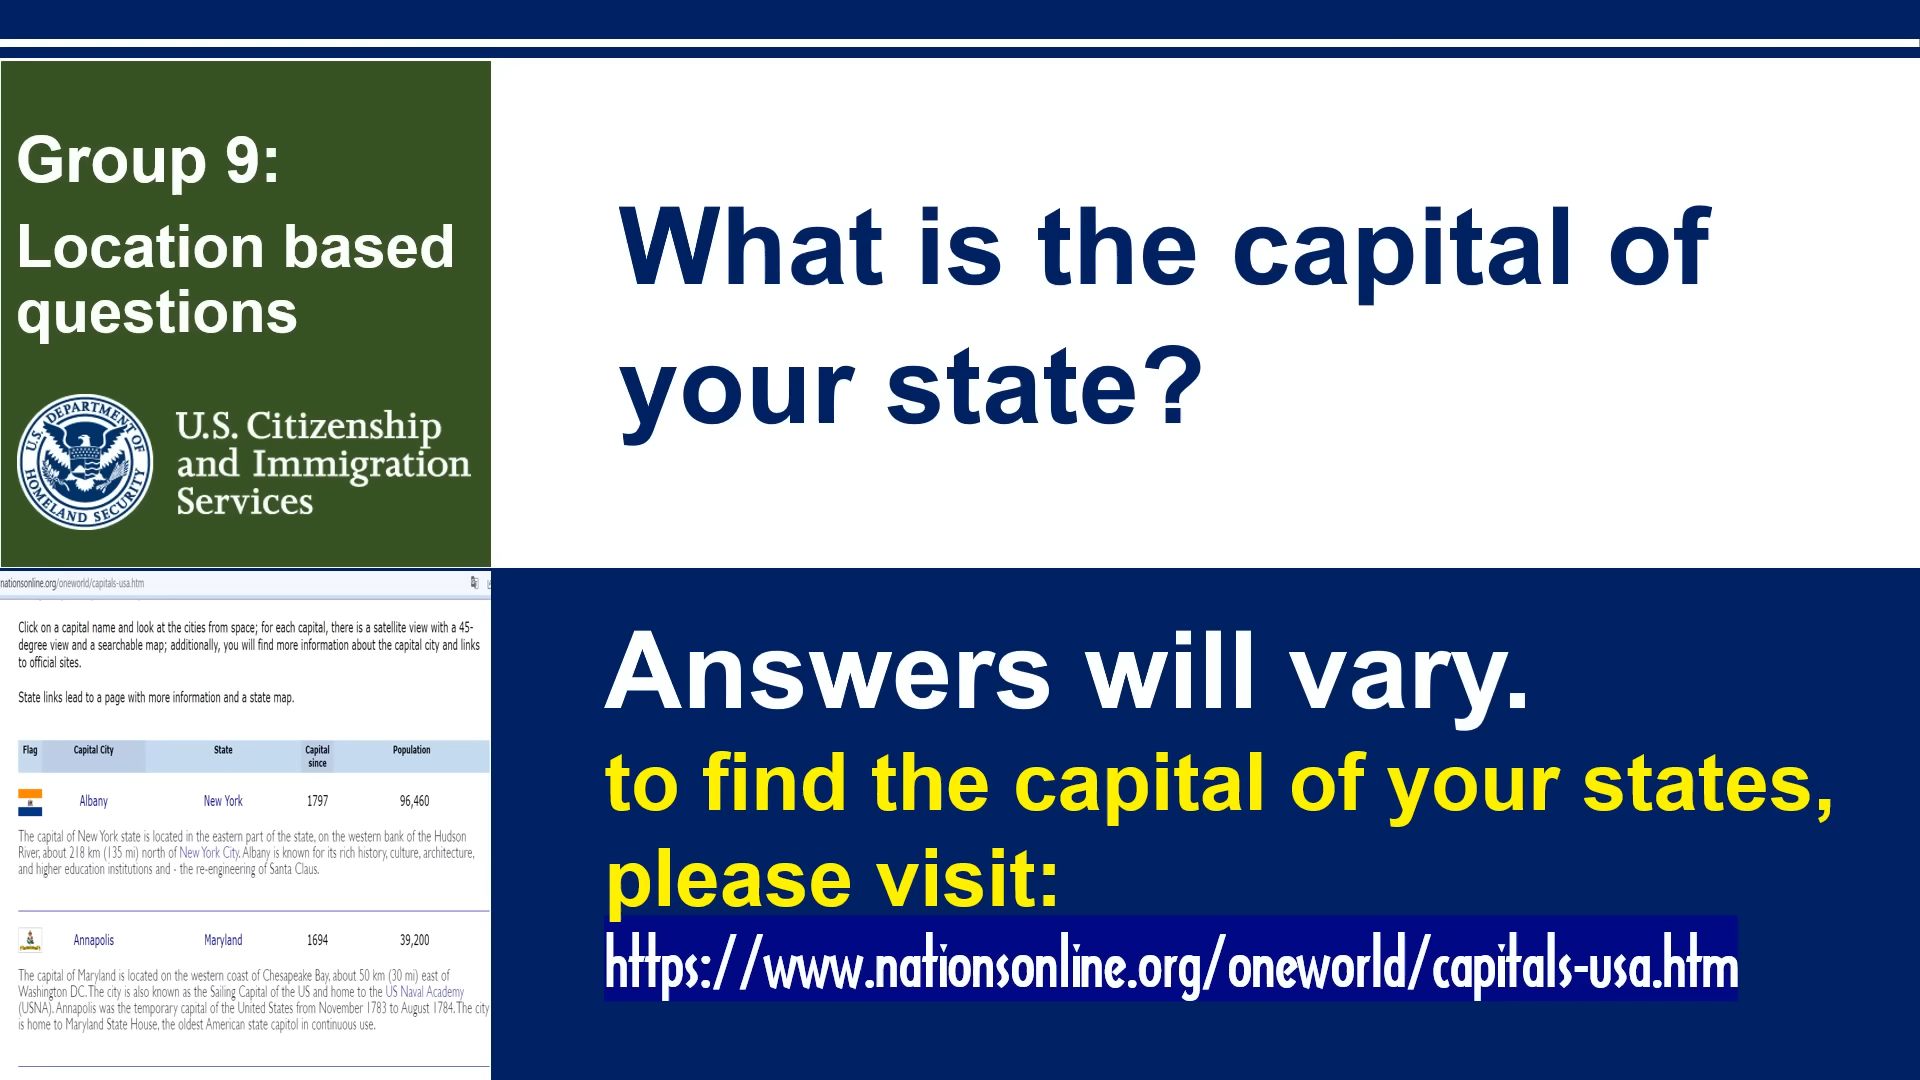 Group 9:
Location based
questions
U.S. DEPARTMENT OF
HOMELAND SECURITY
U.S. Citizenship
and Immigration
Services
What is the capital of
your state?
nationsonline.org/oneworld/capitals-usa.htm
Click on a capital name and look at the cities from space; for each capital, there is a satellite view with a 45-
degree view and a searchable map; additionally, you will find more information about the capital city and links
to official sites.
State links lead to a page with more information and a state map.
Flag Capital City State Capital since Population
Albany New York 1797 96,460
The capital of New York state is located in the eastern part of the state, on the western bank of the Hudson
River, about 218 km (135 mi) north of New York City. Albany is known for its rich history, culture, architecture,
and higher education institutions and - the re-engineering of Santa Claus.
Annapolis Maryland 1694 39,200
The capital of Maryland is located on the western coast of Chesapeake Bay, about 50 km (30 mi) east of
Washington DC. The city is also known as the Sailing Capital of the US and home to the US Naval Academy
(USNA). Annapolis was the temporary capital of the United States from November 1783 to August 1784. The city
is home to Maryland State House, the oldest American state capitol in continuous use.
Answers will vary.
to find the capital of your states,
please visit:
https://www.nationsonline.org/oneworld/capitals-usa.htm